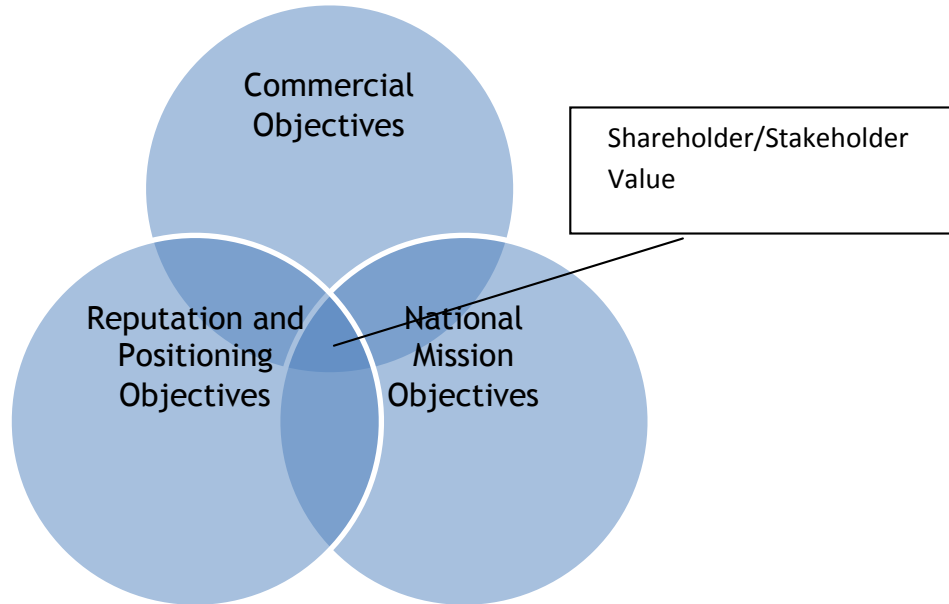 Commercial
Objectives
Shareholder/Stakeholder
Value
Reputation and
Positioning
Objectives
National
Mission
Objectives